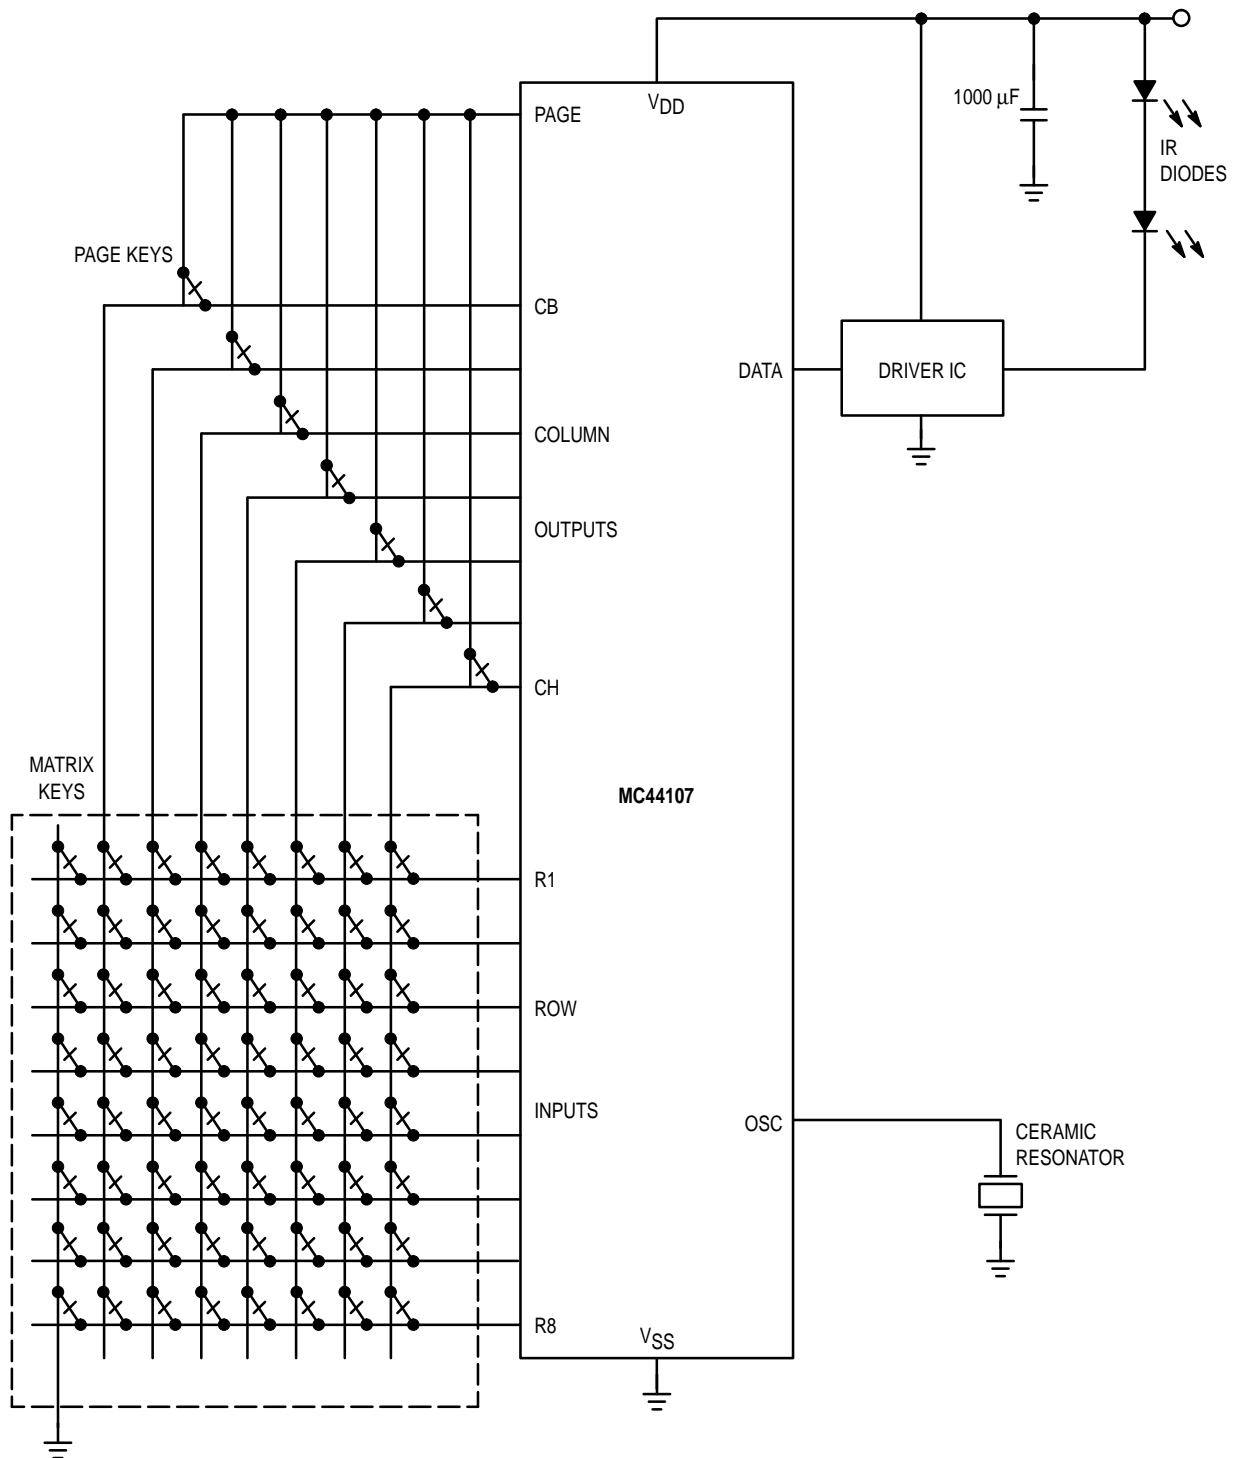 VDD
1000 μF
PAGE
IR
DIODES
PAGE KEYS
CB
DATA
DRIVER IC
COLUMN
OUTPUTS
CH
MATRIX
KEYS
MC44107
R1
ROW
INPUTS
OSC
CERAMIC
RESONATOR
R8
VSS